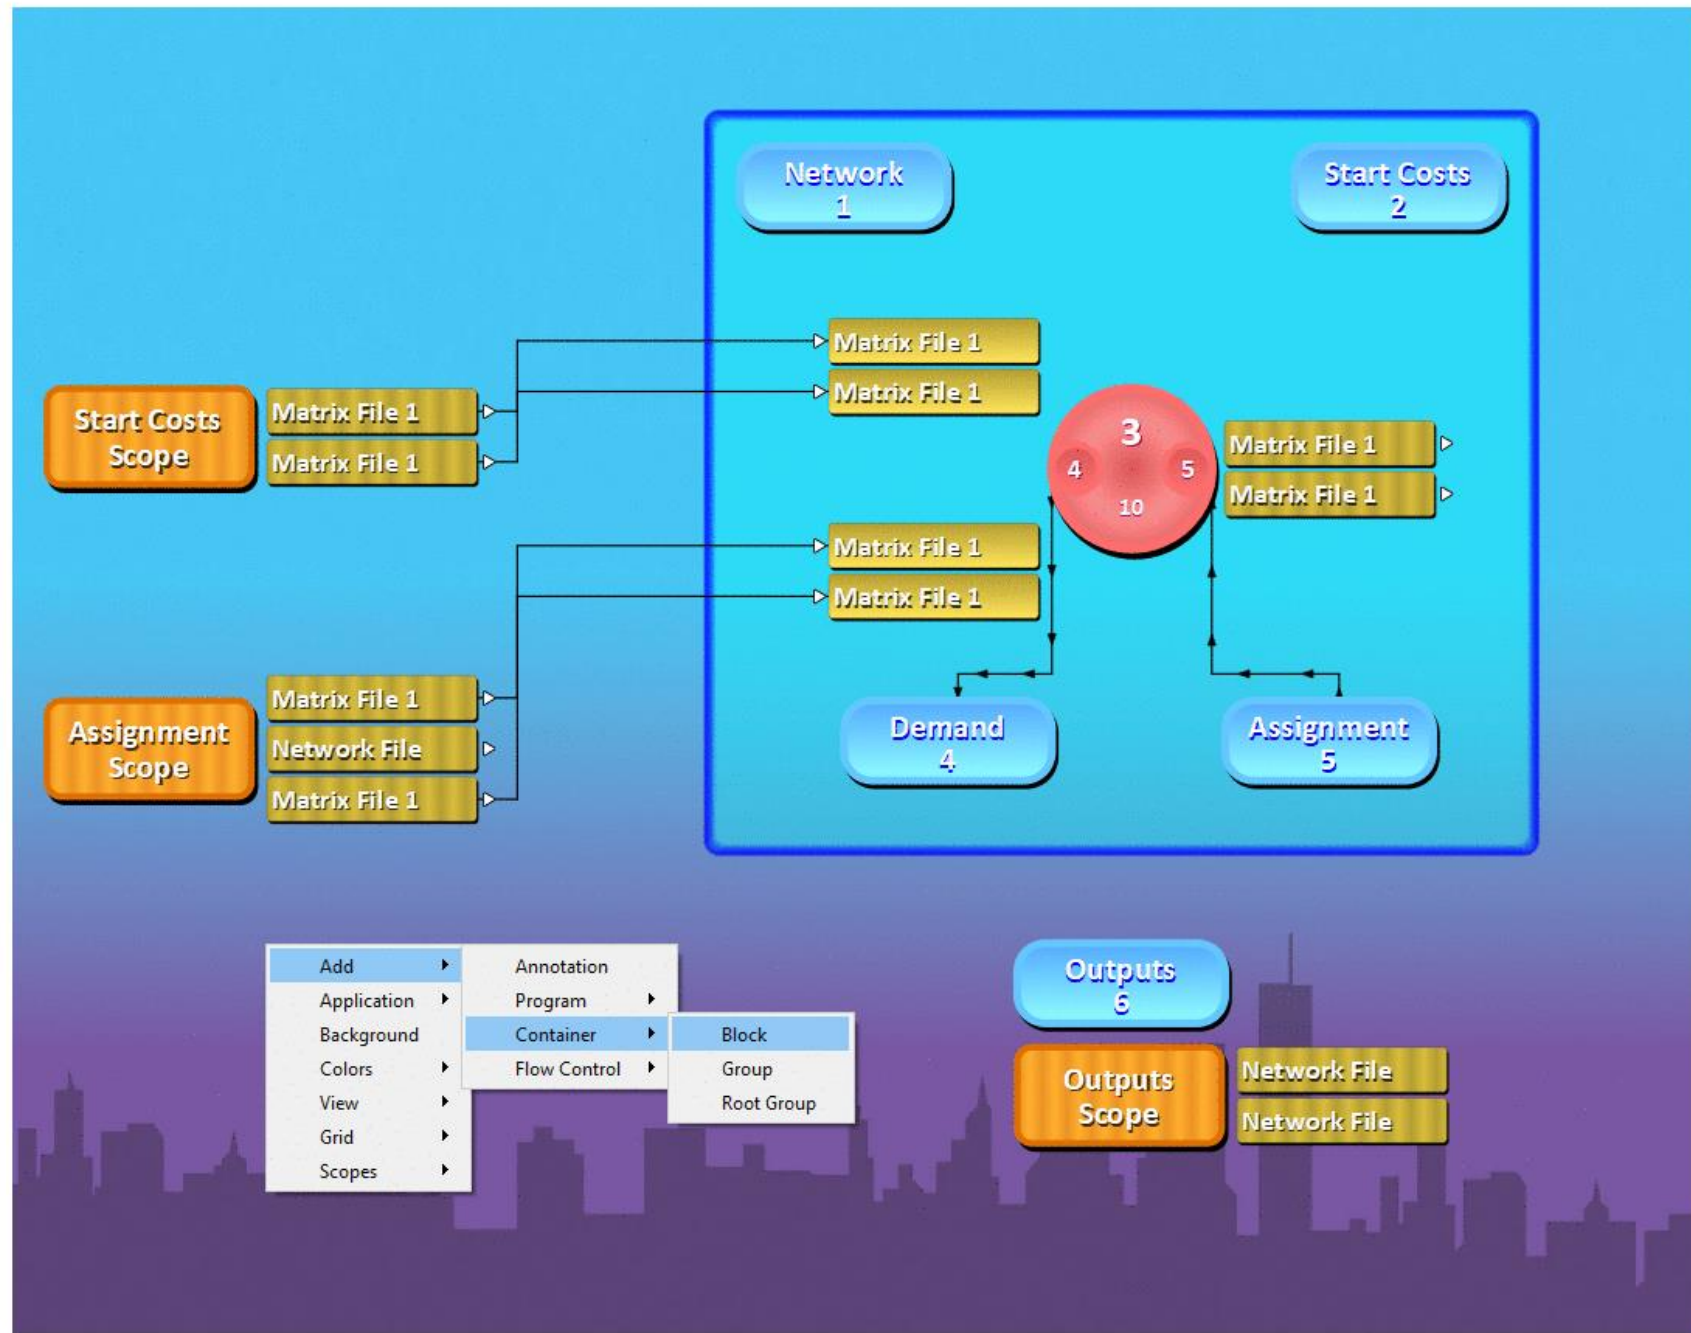 Network
1
Start Costs
2
Matrix File 1
Matrix File 1
Start Costs
Scope
Matrix File 1
Matrix File 1
3
4
5
10
Matrix File 1
Matrix File 1
Matrix File 1
Matrix File 1
Assignment
Scope
Matrix File 1
Network File
Matrix File 1
Demand
4
Assignment
5
Add
Application
Background
Colors
View
Grid
Scopes
Annotation
Program
Container
Flow Control
Block
Group
Root Group
Outputs
6
Outputs
Scope
Network File
Network File